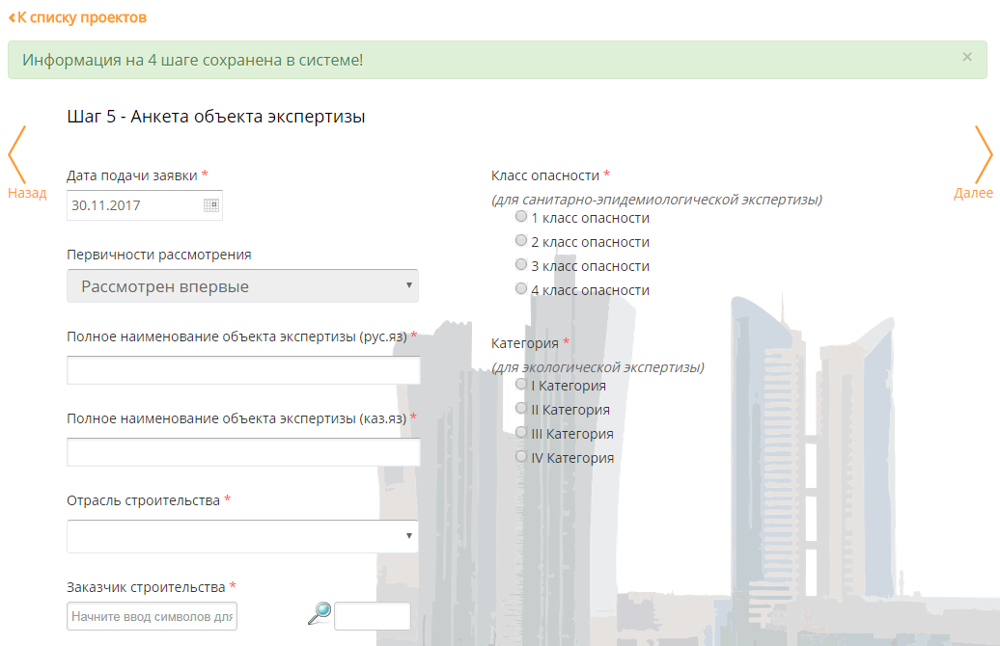 К списку проектов
Информация на 4 шаге сохранена в системе!
×
Шаг 5 - Анкета объекта экспертизы
Назад
Далее
Дата подачи заявки *
30.11.2017
Первичности рассмотрения
Рассмотрен впервые
Полное наименование объекта экспертизы (рус.яз) *
Полное наименование объекта экспертизы (каз.яз) *
Отрасль строительства *
Заказчик строительства *
Начните ввод символов для
Класс опасности *
(для санитарно-эпидемиологической экспертизы)
1 класс опасности
2 класс опасности
3 класс опасности
4 класс опасности
Категория *
(для экологической экспертизы)
I Категория
II Категория
III Категория
IV Категория